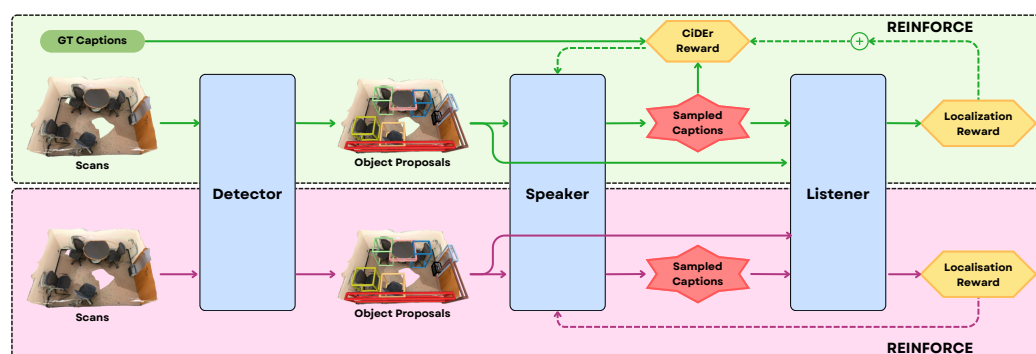 REINFORCE
GT Captions
CiDEr
Reward
+
Sampled
Captions
Localization
Reward
Scans
Object Proposals
Detector
Speaker
Listener
Sampled
Captions
Localisation
Reward
Scans
Object Proposals
REINFORCE